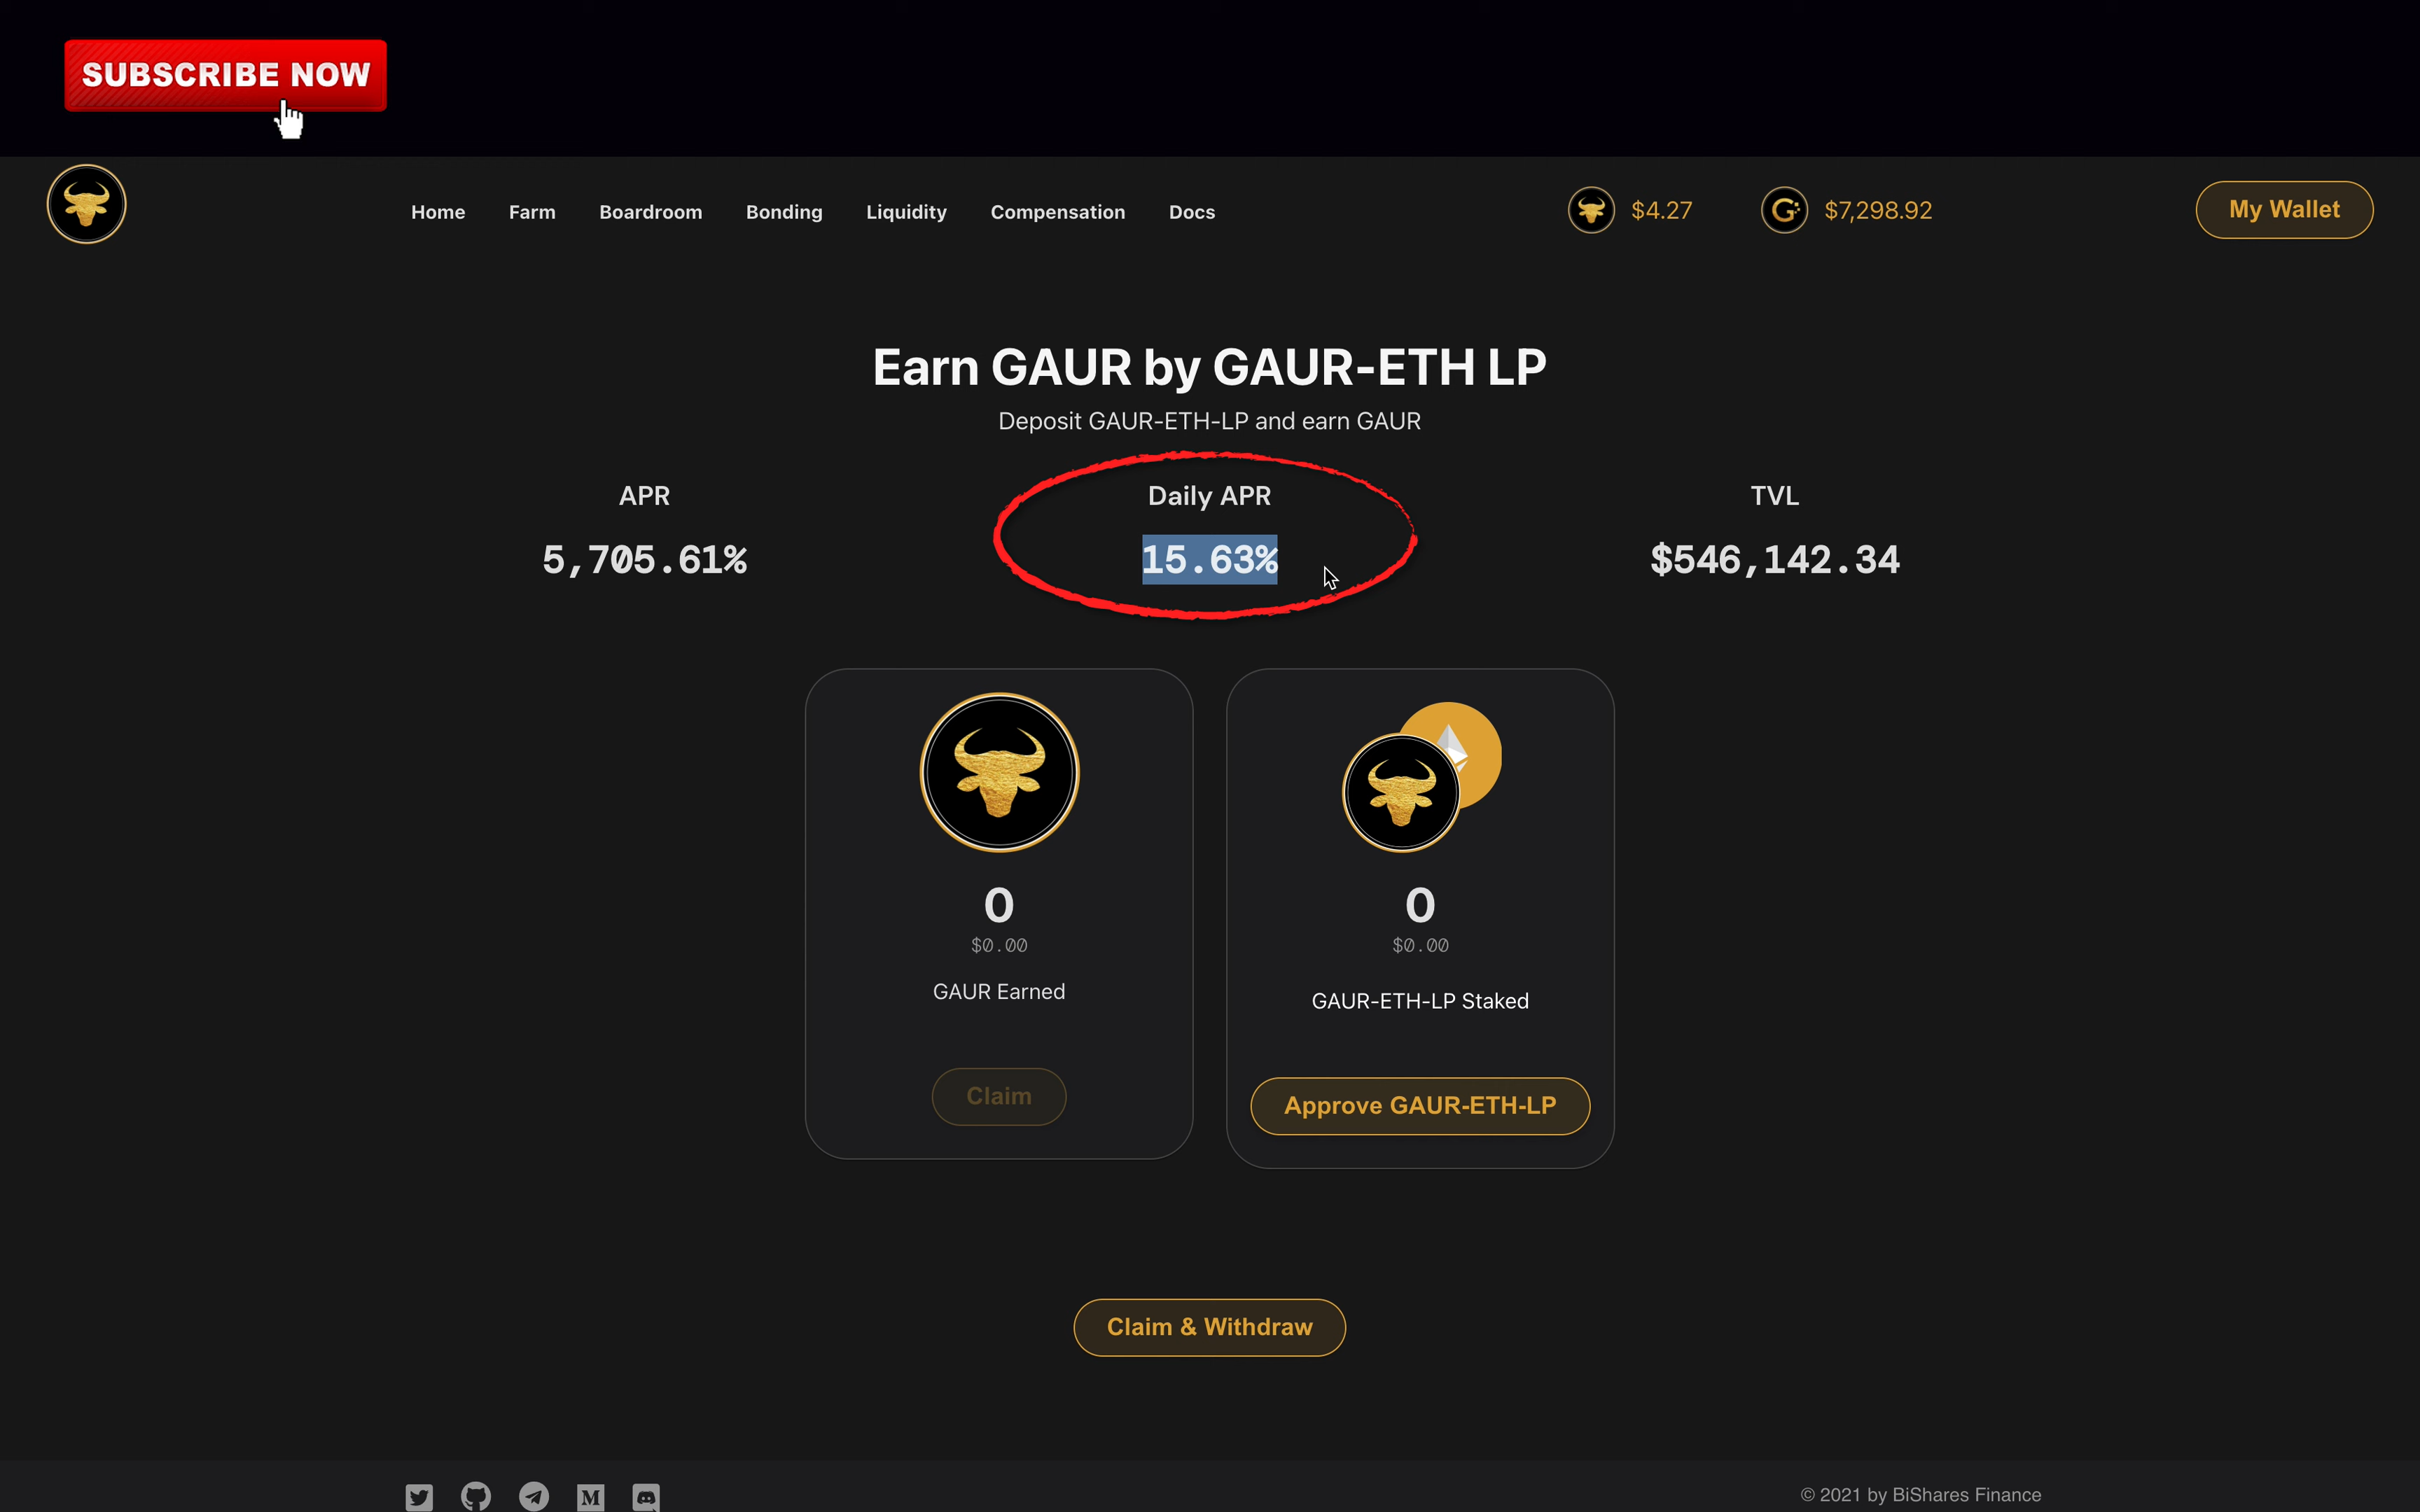 SUBSCRIBE NOW
Home Farm Boardroom Bonding Liquidity Compensation Docs $4.27 $7,298.92 My Wallet
Earn GAUR by GAUR-ETH LP
Deposit GAUR-ETH-LP and earn GAUR
APR Daily APR TVL
5,705.61% 15.63% $546,142.34
0 0
$0.00 $0.00
GAUR Earned GAUR-ETH-LP Staked
Claim Approve GAUR-ETH-LP
Claim & Withdraw
© 2021 by BiShares Finance